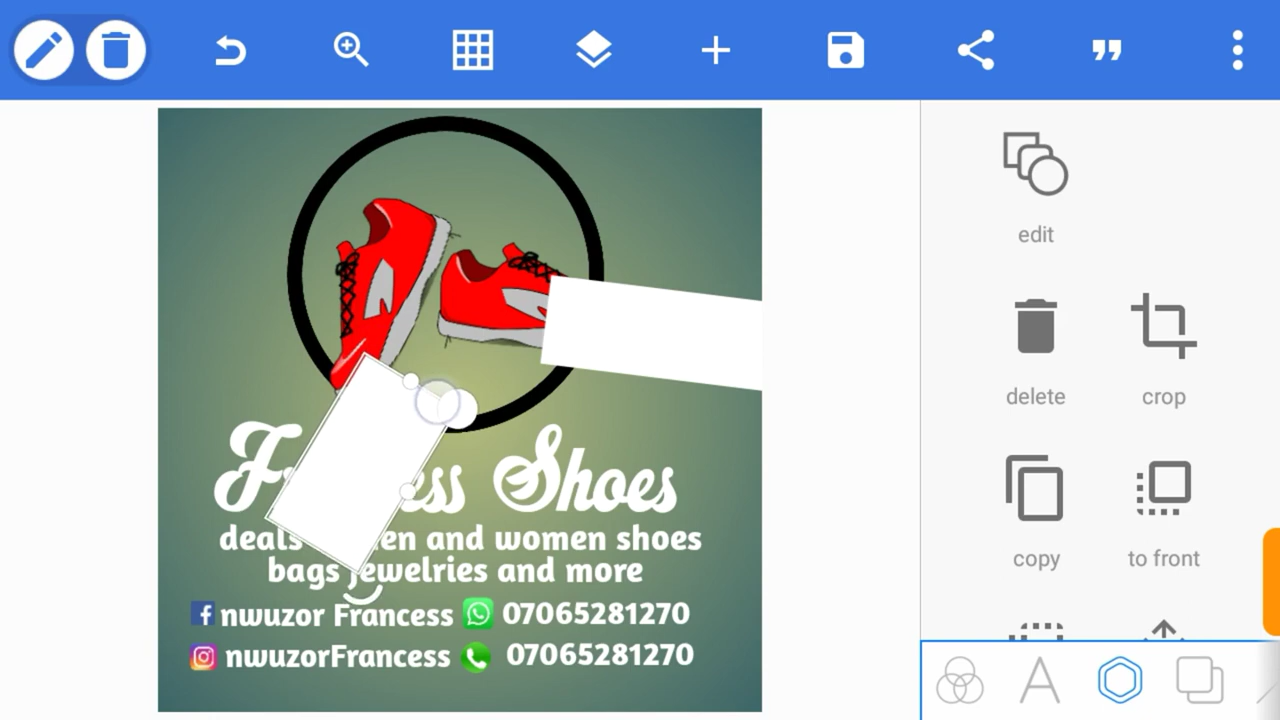 edit
delete
crop
copy
to front
F ess Shoes
deals en and women shoes
bags jewelries and more
nwuzor Francess 07065281270
nwuzorFrancess 07065281270